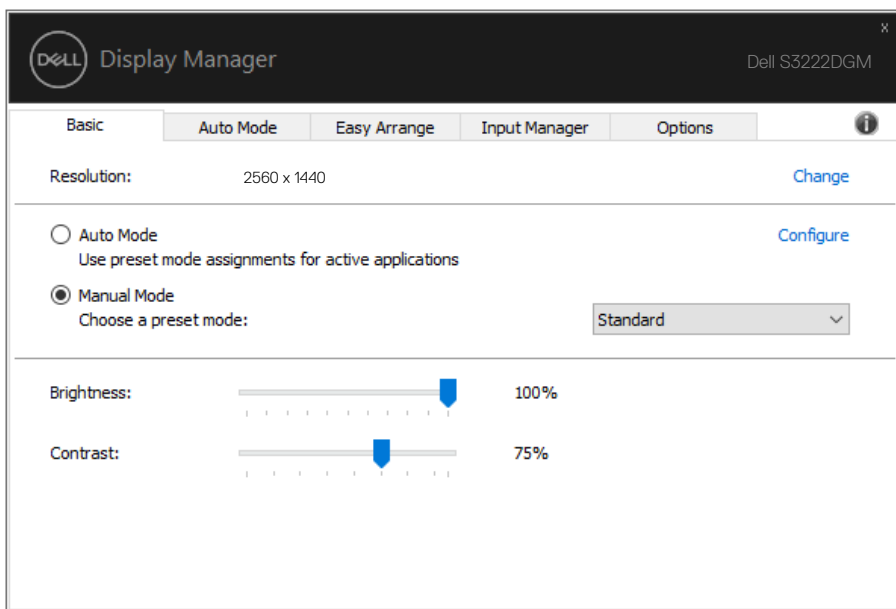 x
DELL Display Manager
Dell S3222DGM
Basic Auto Mode Easy Arrange Input Manager Options i
Resolution: 2560 x 1440 Change
Auto Mode Configure
Use preset mode assignments for active applications
Manual Mode
Choose a preset mode: Standard
Brightness: 100%
Contrast: 75%